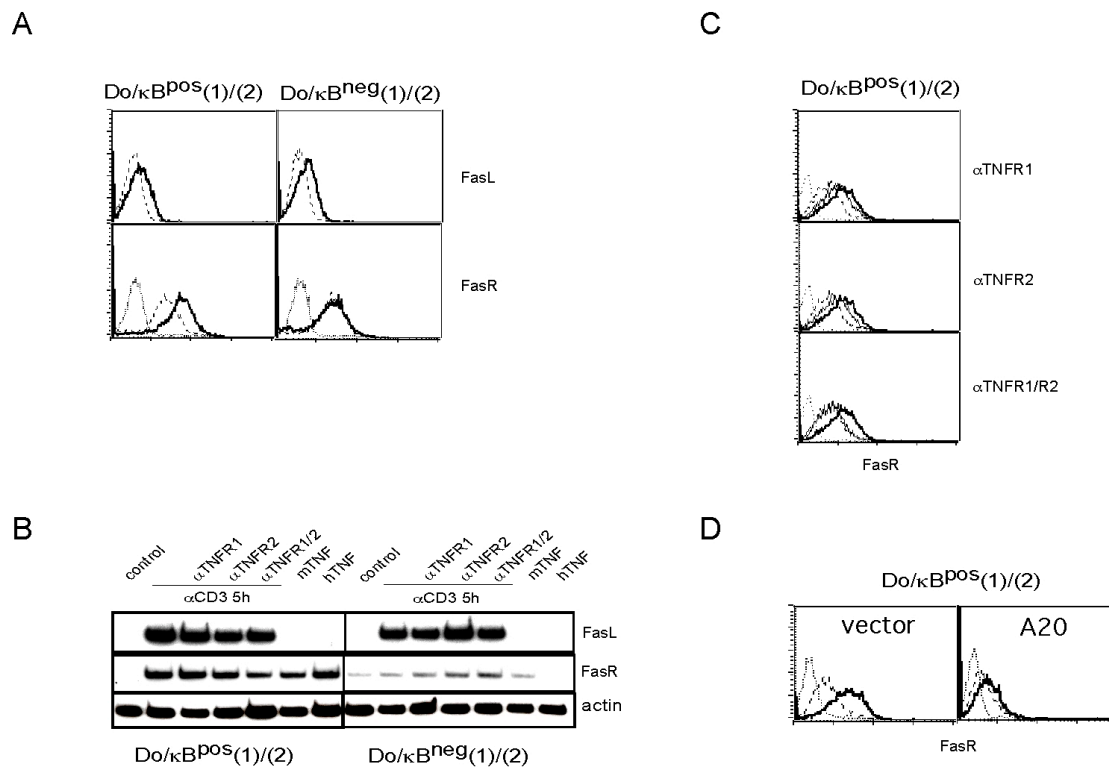 A
Do/κBpos(1)/(2) Do/κBneg(1)/(2)
FasL
FasR
B
control αTNFR1 αTNFR2 αTNFR1/2 mTNF hTNF control αTNFR1 αTNFR2 αTNFR1/2 mTNF hTNF
αCD3 5h αCD3 5h
FasL
FasR
actin
Do/κBpos(1)/(2) Do/κBneg(1)/(2)
C
Do/κBpos(1)/(2)
αTNFR1
αTNFR2
αTNFR1/R2
FasR
D
Do/κBpos(1)/(2)
vector A20
FasR